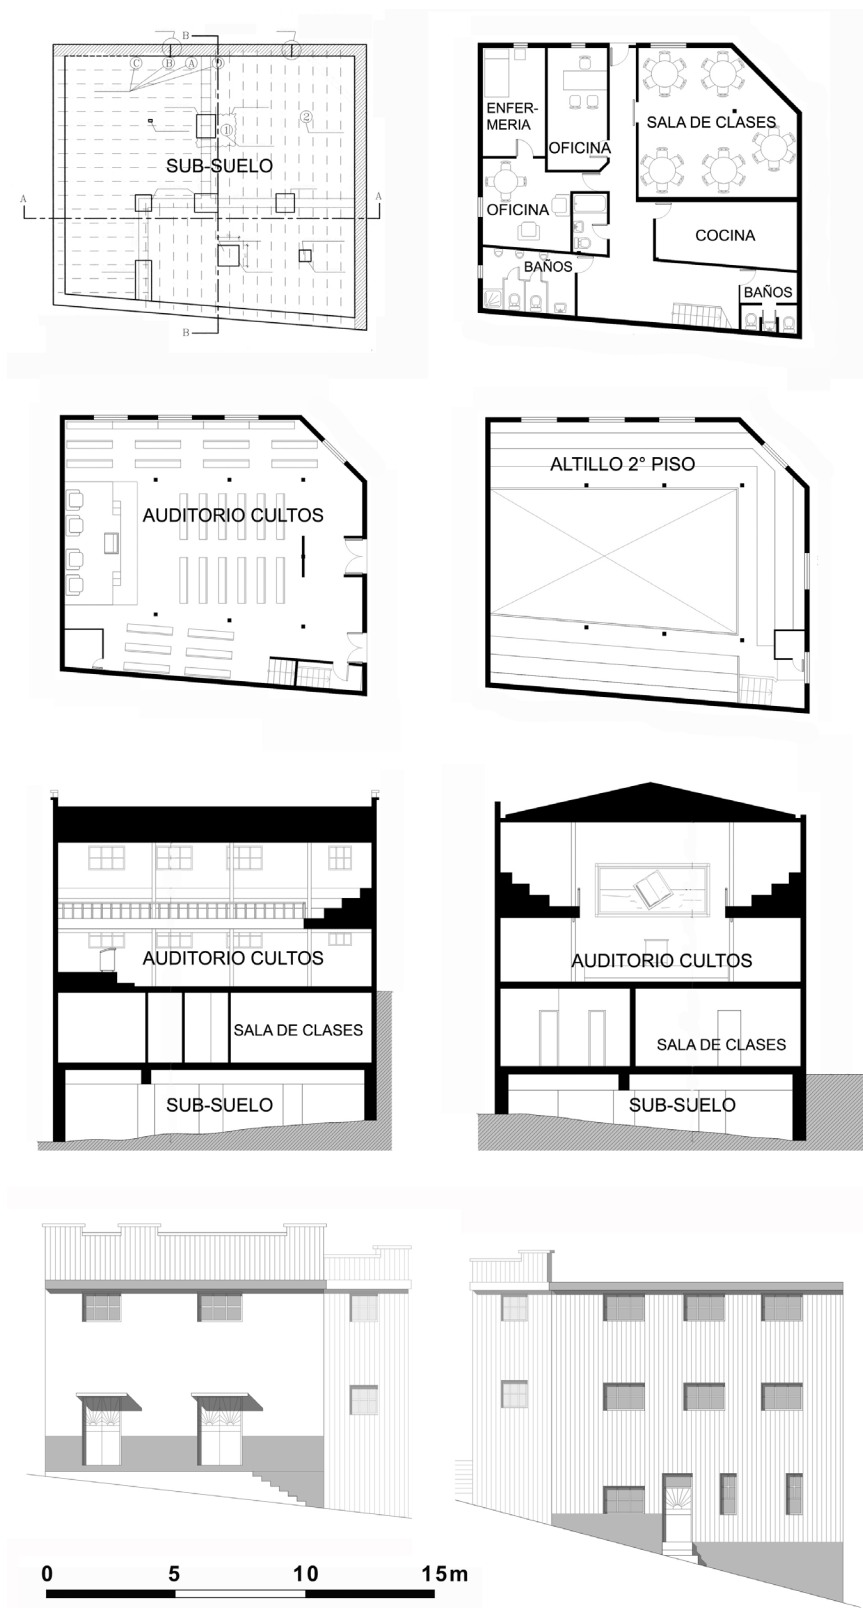 B
C B A D
1 2
SUB-SUELO
A A
B
ENFER-
MERIA
OFICINA
SALA DE CLASES
OFICINA
COCINA
BAÑOS
BAÑOS
AUDITORIO CULTOS
ALTILLO 2° PISO
AUDITORIO CULTOS
SALA DE CLASES
SUB-SUELO
AUDITORIO CULTOS
SALA DE CLASES
SUB-SUELO
0 5 10 15m